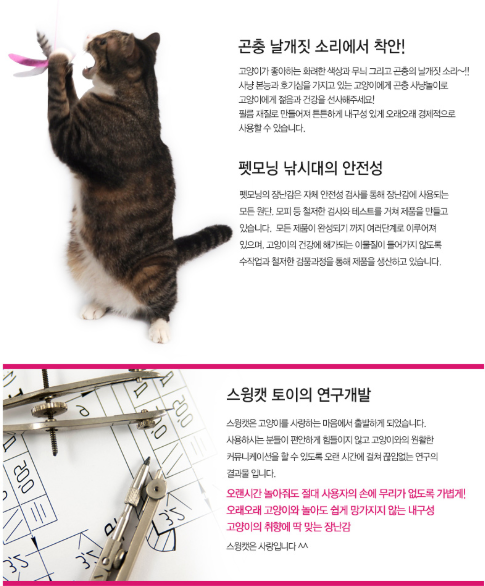 곤충 날개짓 소리에서 착안!
고양이가 좋아하는 화려한 색상과 무늬 그리고 곤충의 날개짓 소리~!!
사냥 본능과 호기심을 가지고 있는 고양이에게 곤충 사냥놀이로
고양이에게 젊음과 건강을 선사해주세요!
필름 재질로 만들어져 튼튼하게 내구성 있게 오래오래 경제적으로
사용할 수 있습니다.
펫모닝 낚시대의 안전성
펫모닝의 장난감은 자체 안전성 검사를 통해 장난감에 사용되는
모든 원단, 모피 등 철저한 검사와 테스트를 거쳐 제품을 만들고
있습니다. 모든 제품이 완성되기 까지 여러단계로 이루어져
있으며, 고양이의 건강에 해가되는 이물질이 들어가지 않도록
수작업과 철저한 검품과정을 통해 제품을 생산하고 있습니다.
스윙캣 토이의 연구개발
스윙캣은 고양이를 사랑하는 마음에서 출발하게 되었습니다.
사용하시는 분들이 편안하게 힘들이지 않고 고양이와의 원활한
커뮤니케이션을 할 수 있도록 오랜 시간에 걸쳐 끊임없는 연구의
결과물 입니다.
오랜시간 놀아줘도 절대 사용자의 손에 무리가 없도록 가볍게!
오래오래 고양이와 놀아도 쉽게 망가지지 않는 내구성
고양이의 취향에 딱 맞는 장난감
스윙캣은 사랑입니다 ^^